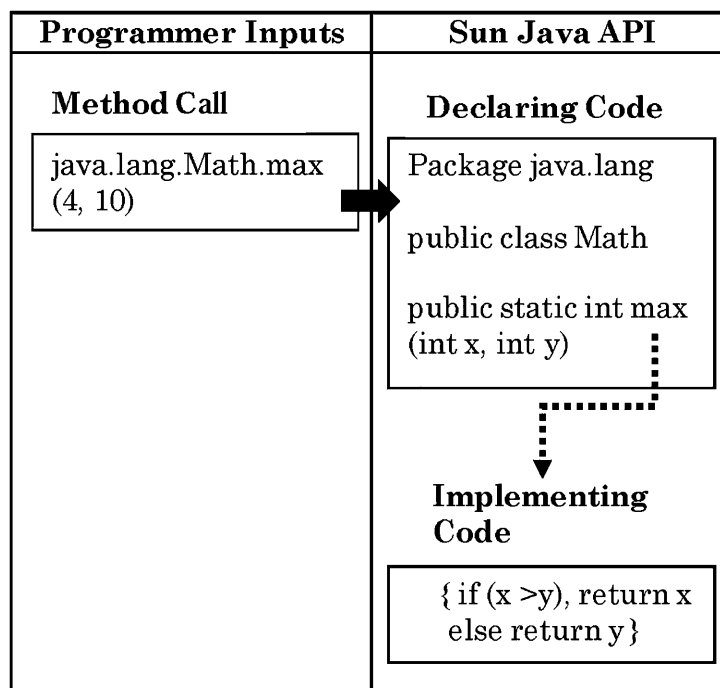 Programmer Inputs
Sun Java API
Method Call
java.lang.Math.max
(4, 10)
Declaring Code
Package java.lang
public class Math
public static int max
(int x, int y)
Implementing
Code
{ if (x >y), return x
else return y }